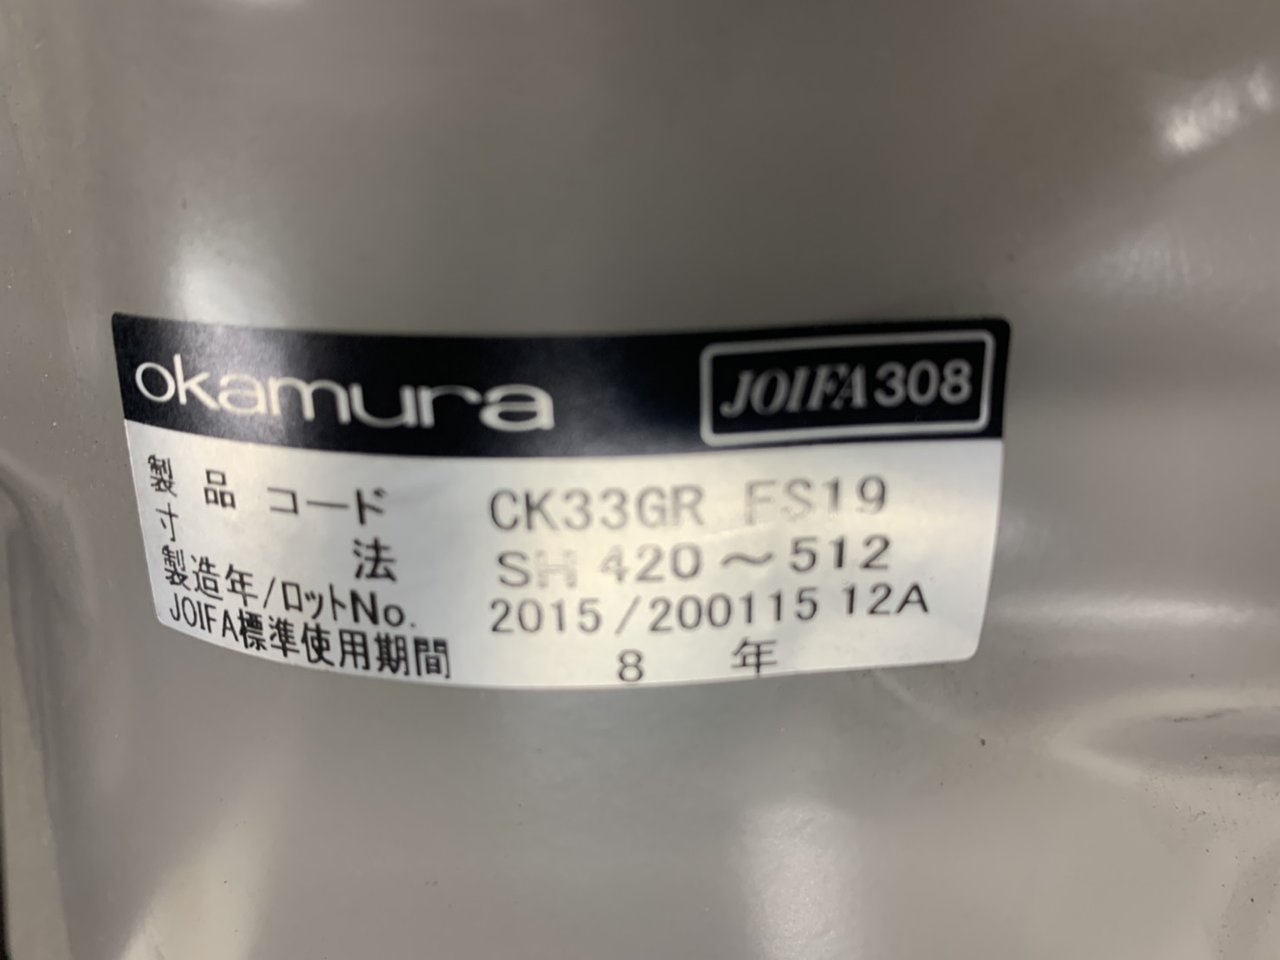 okamura JOIFA308
製品コード CK33GR FS19
寸法 SH 420～512
製造年/ロットNo. 2015/200115 12A
JOIFA標準使用期間 8 年